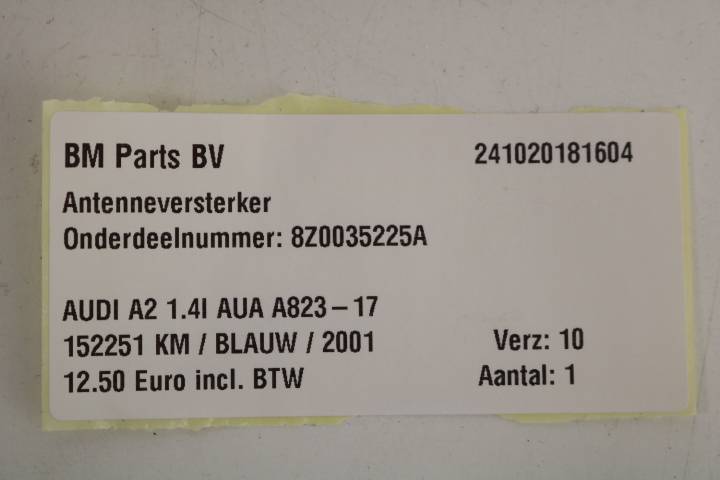 BM Parts BV 241020181604
Antenneversterker
Onderdeelnummer: 8Z0035225A
AUDI A2 1.4I AUA A823-17
152251 KM / BLAUW / 2001 Verz: 10
12.50 Euro incl. BTW Aantal: 1